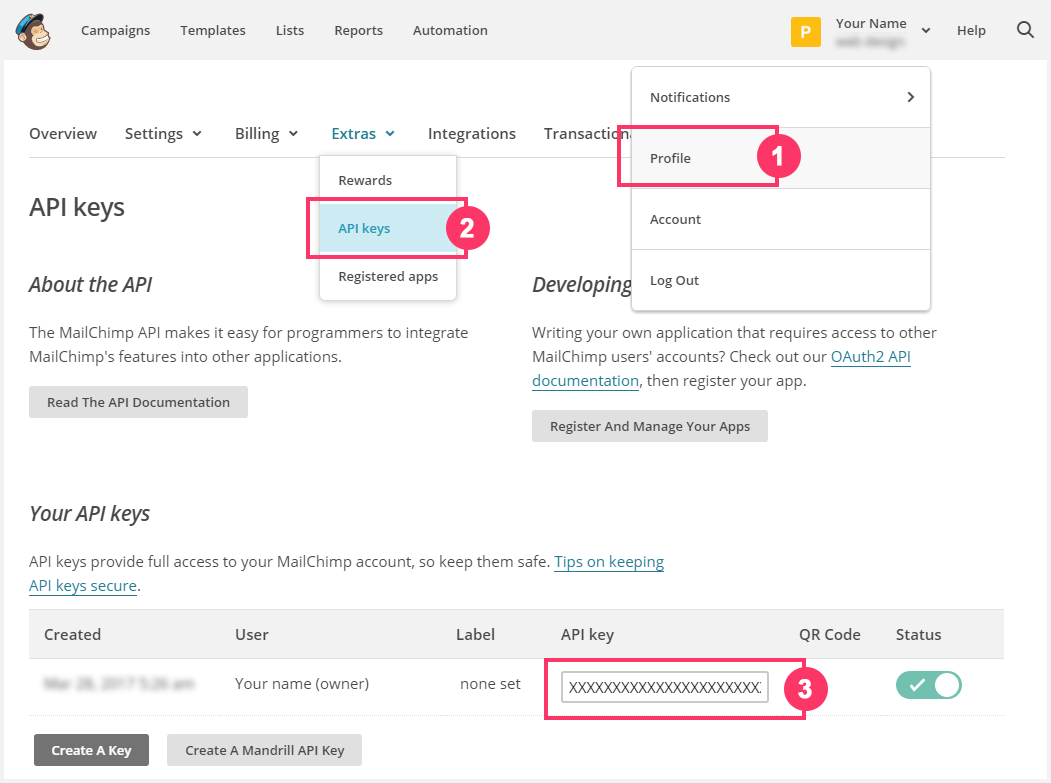 Campaigns Templates Lists Reports Automation
P Your Name Help
Notifications
Profile
1
Account
Log Out
Overview Settings Billing Extras Integrations Transactiona
Rewards
API keys
2
Registered apps
API keys
About the API
The MailChimp API makes it easy for programmers to integrate
MailChimp's features into other applications.
Read The API Documentation
Developing
Writing your own application that requires access to other
MailChimp users' accounts? Check out our OAuth2 API
documentation, then register your app.
Register And Manage Your Apps
Your API keys
API keys provide full access to your MailChimp account, so keep them safe. Tips on keeping
API keys secure.
Created User Label API key QR Code Status
Your name (owner) none set XXXXXXXXXXXXXXXXXXXXXX
3
Create A Key Create A Mandrill API Key